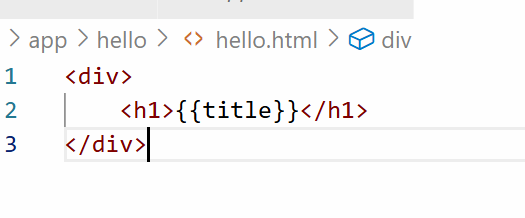 > app > hello > <> hello.html > div
1 <div>
2     <h1>{{title}}</h1>
3 </div>